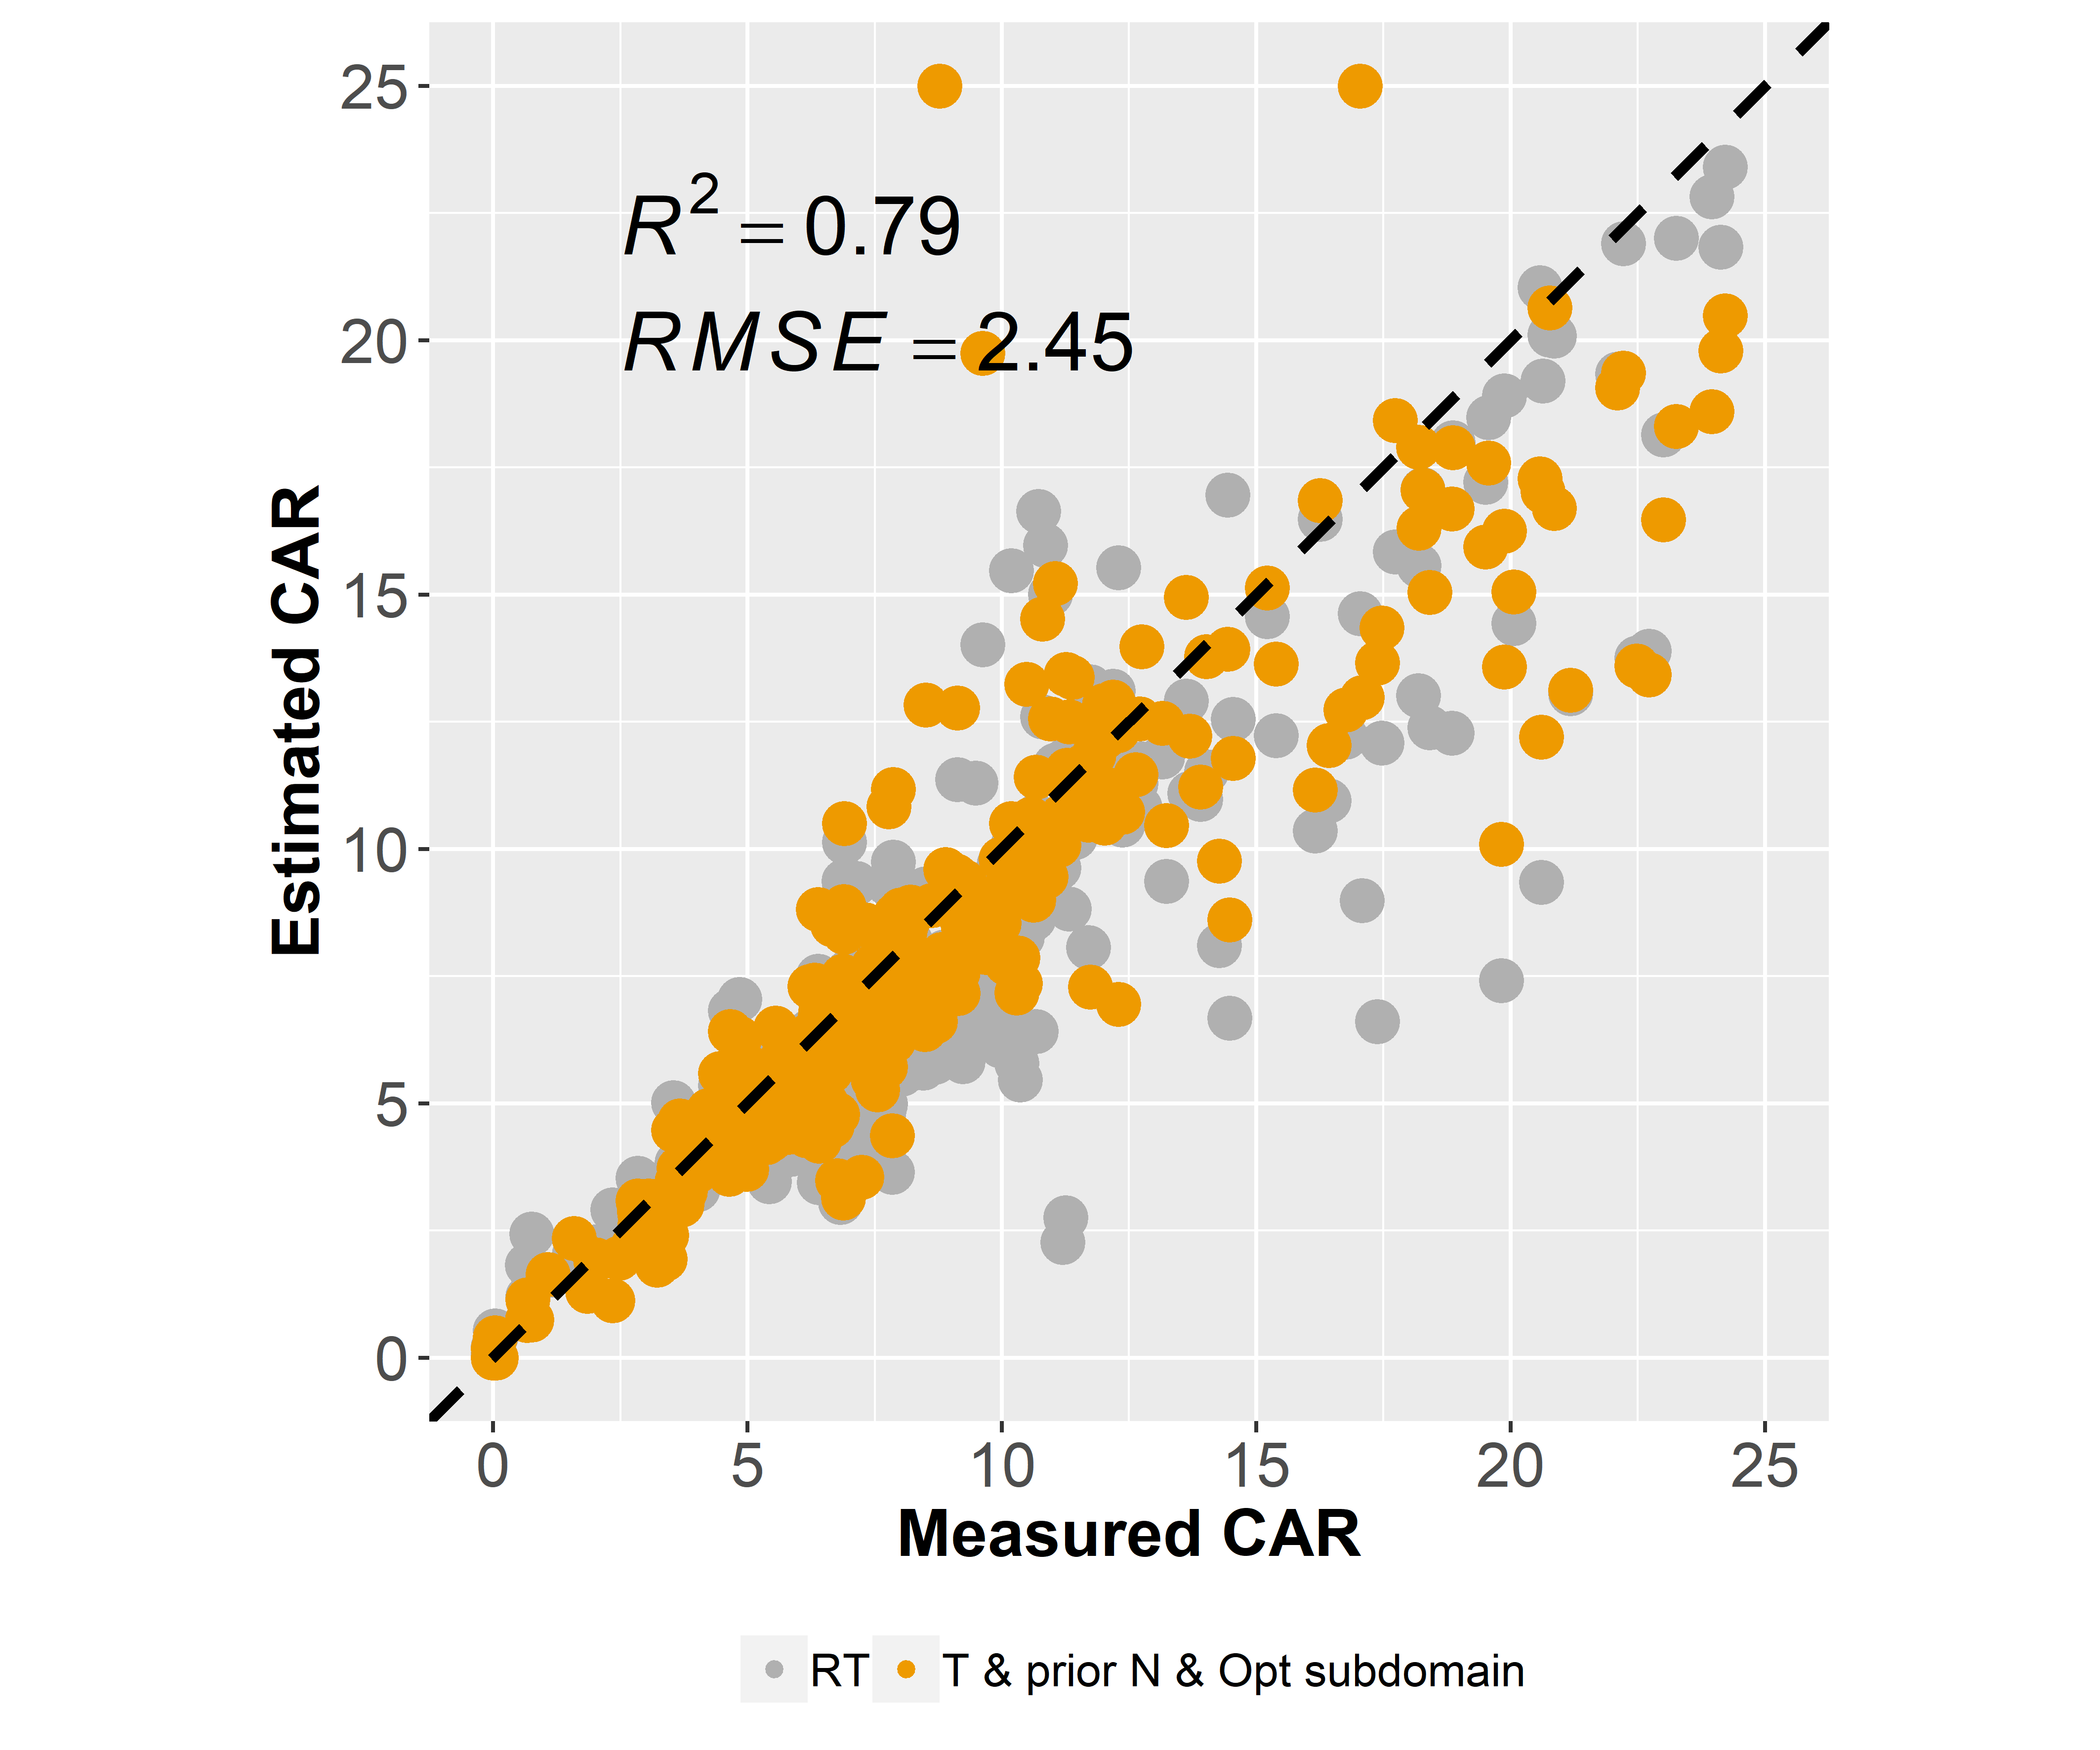 25
20
15
10
5
0
R² = 0.79
RMSE = 2.45
Estimated CAR
0 5 10 15 20 25
Measured CAR
RT T & prior N & Opt subdomain